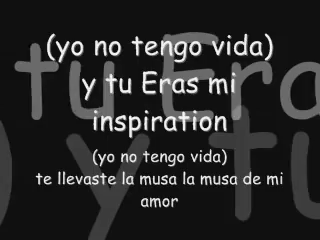 (yo no tengo vida)
y tu Eras mi
inspiration
(yo no tengo vida)
te llevaste la musa la musa de mi
amor